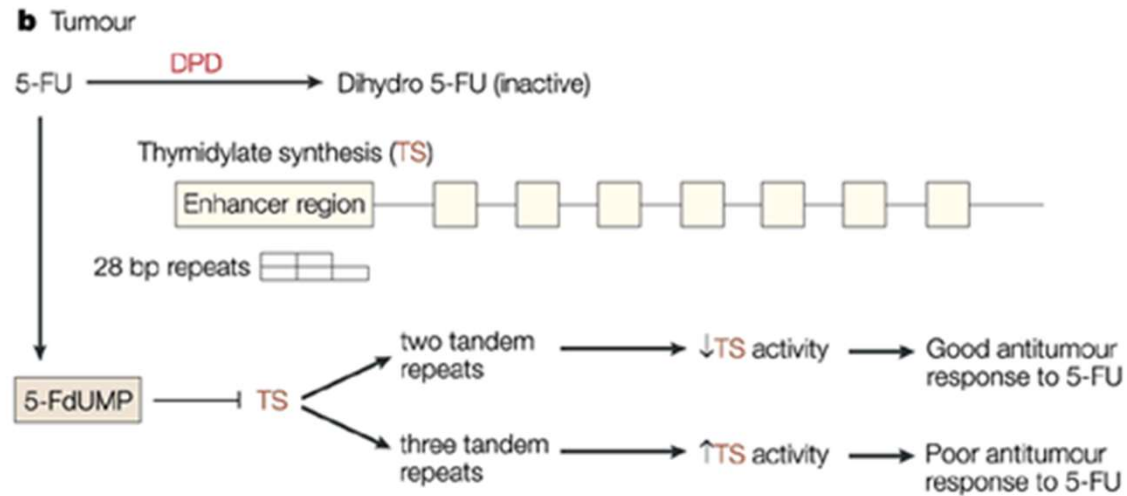 b Tumour
DPD
5-FU
Dihydro 5-FU (inactive)
Thymidylate synthesis (TS)
Enhancer region
28 bp repeats
two tandem
repeats
↓TS activity
Good antitumour
response to 5-FU
5-FdUMP
TS
three tandem
repeats
↑TS activity
Poor antitumour
response to 5-FU